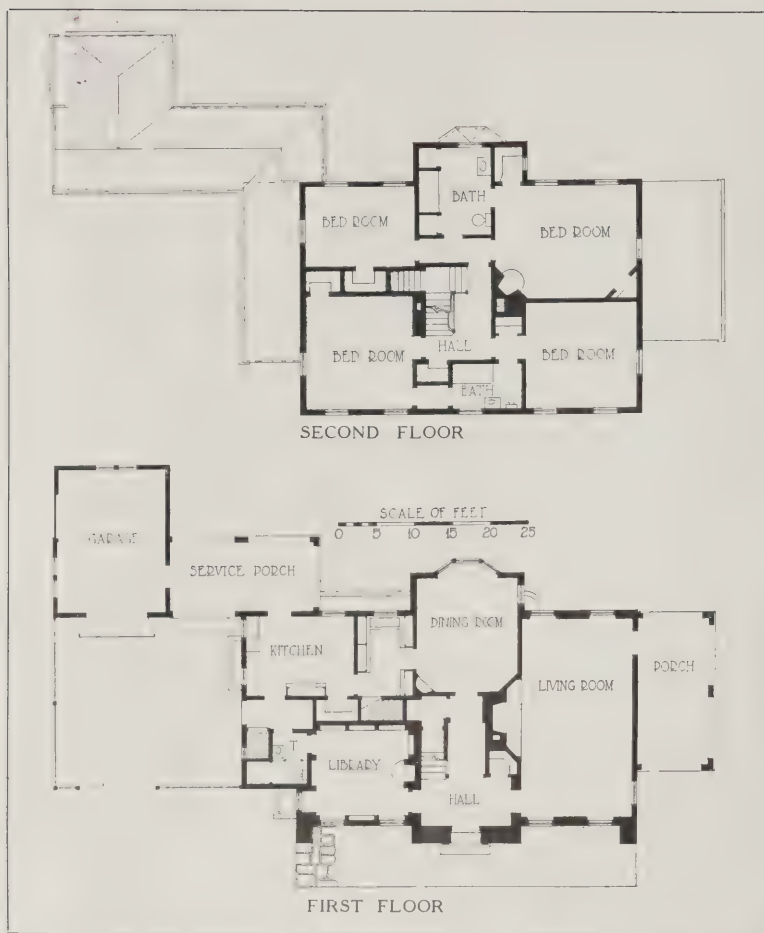 BATH
BED ROOM
BED ROOM
BED ROOM
HALL
BED ROOM
BATH
SECOND FLOOR
SCALE OF FEET
0 5 10 15 20 25
GARAGE
SERVICE PORCH
DINING ROOM
KITCHEN
LIVING ROOM
PORCH
LIBRARY
HALL
FIRST FLOOR